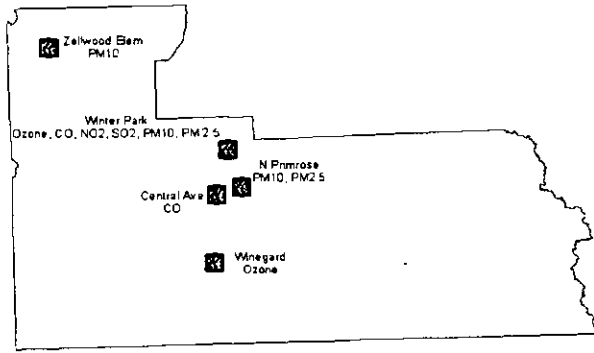 Zellwood Elem
PM10
Winter Park
Ozone, CO, NO2, SO2, PM10, PM2.5
N Primrose
PM10, PM2.5
Central Ave
CO
Winegard
Ozone